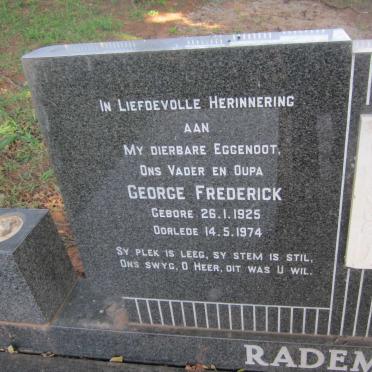 In Liefdevolle Herinnering
aan
My dierbare Eggenoot,
Ons Vader en Oupa
George Frederick
Gebore 26.1.1925
Oorlede 14.5.1974
Sy plek is leeg, sy stem is stil,
Ons swyg, O Heer, dit was U wil.
RADEM